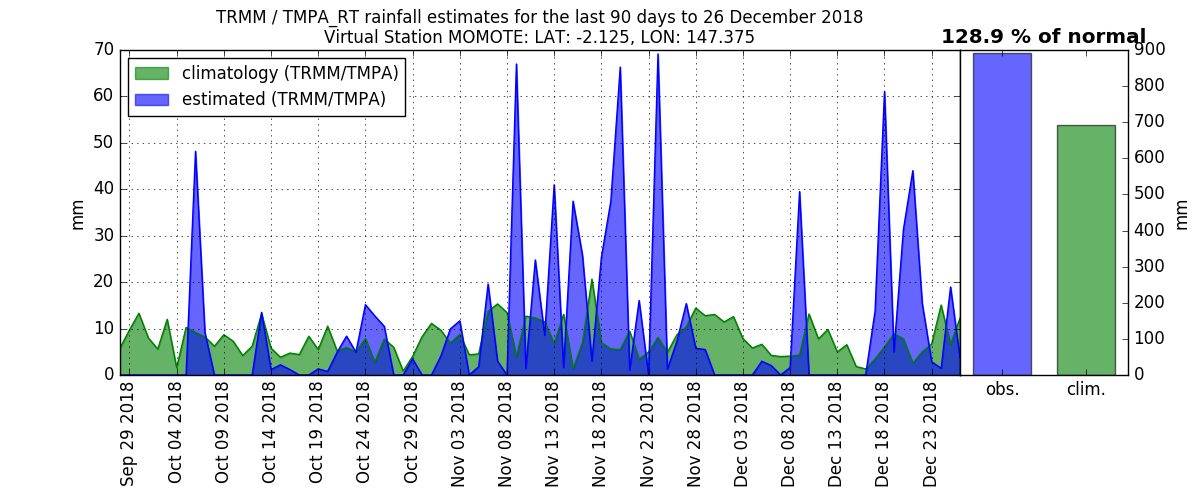 TRMM / TMPA_RT rainfall estimates for the last 90 days to 26 December 2018
Virtual Station MOMOTE: LAT: -2.125, LON: 147.375
128.9 % of normal
climatology (TRMM/TMPA)
estimated (TRMM/TMPA)
70
60
50
40
30
20
10
0
mm
900
800
700
600
500
400
300
200
100
0
mm
Sep 29 2018
Oct 04 2018
Oct 09 2018
Oct 14 2018
Oct 19 2018
Oct 24 2018
Oct 29 2018
Nov 03 2018
Nov 08 2018
Nov 13 2018
Nov 18 2018
Nov 23 2018
Nov 28 2018
Dec 03 2018
Dec 08 2018
Dec 13 2018
Dec 18 2018
Dec 23 2018
obs.
clim.